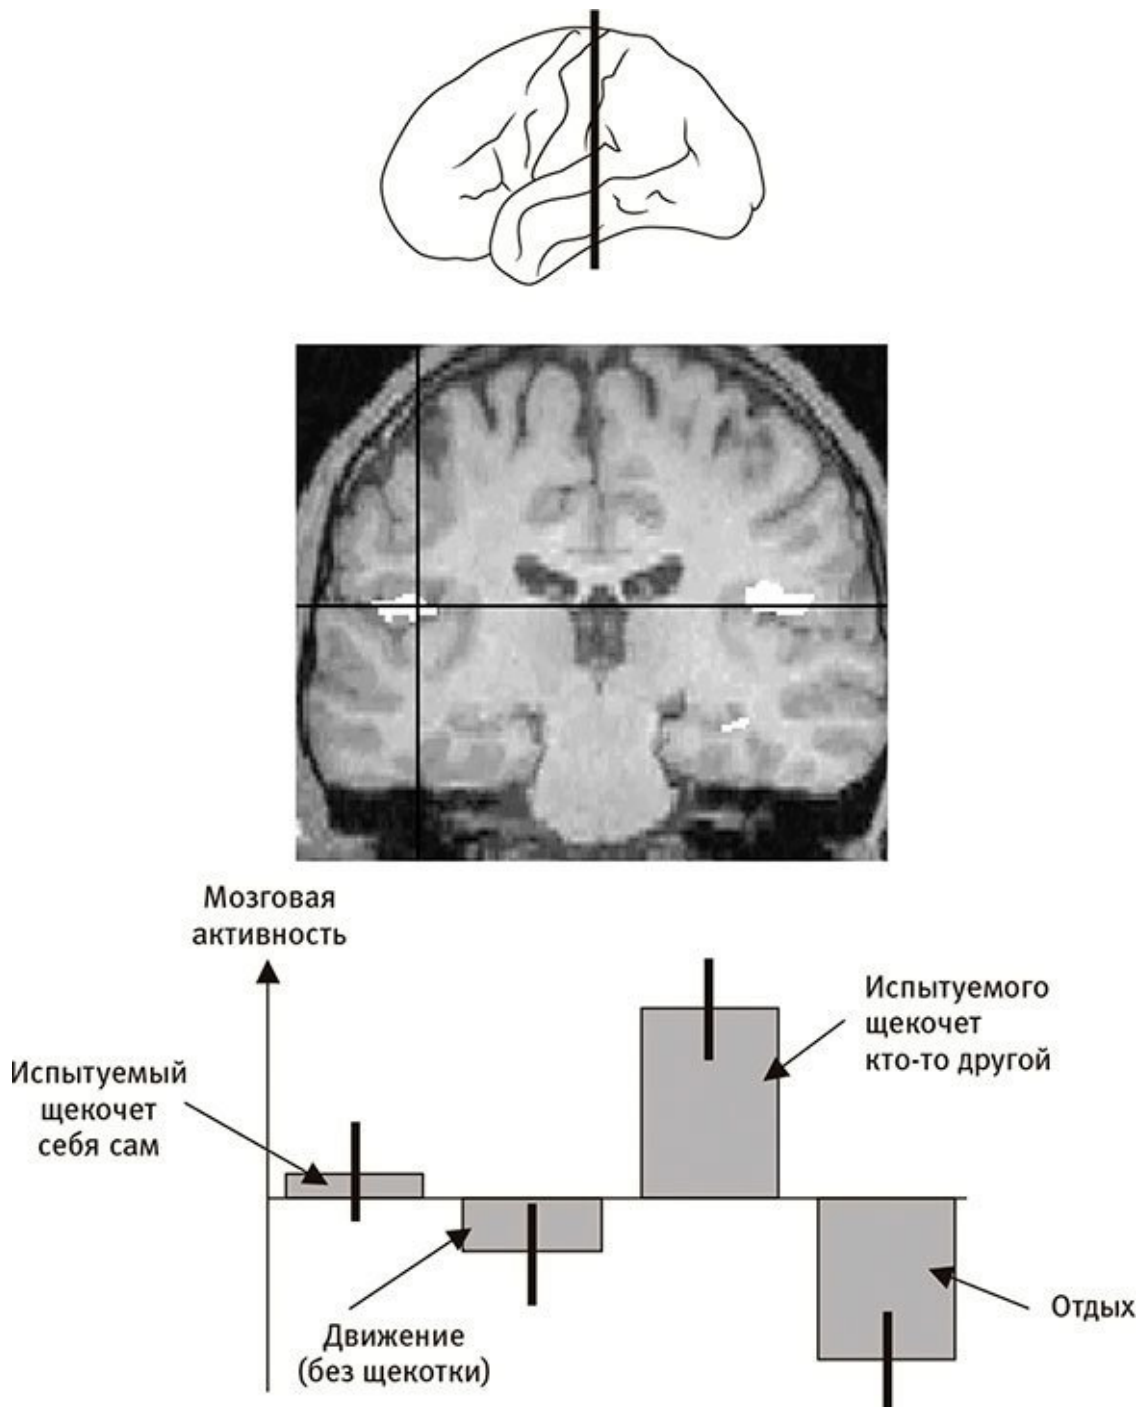 Мозговая
активность
Испытуемого
щекочет
кто-то другой
Испытуемый
щекочет
себя сам
Отдых
Движение
(без щекотки)